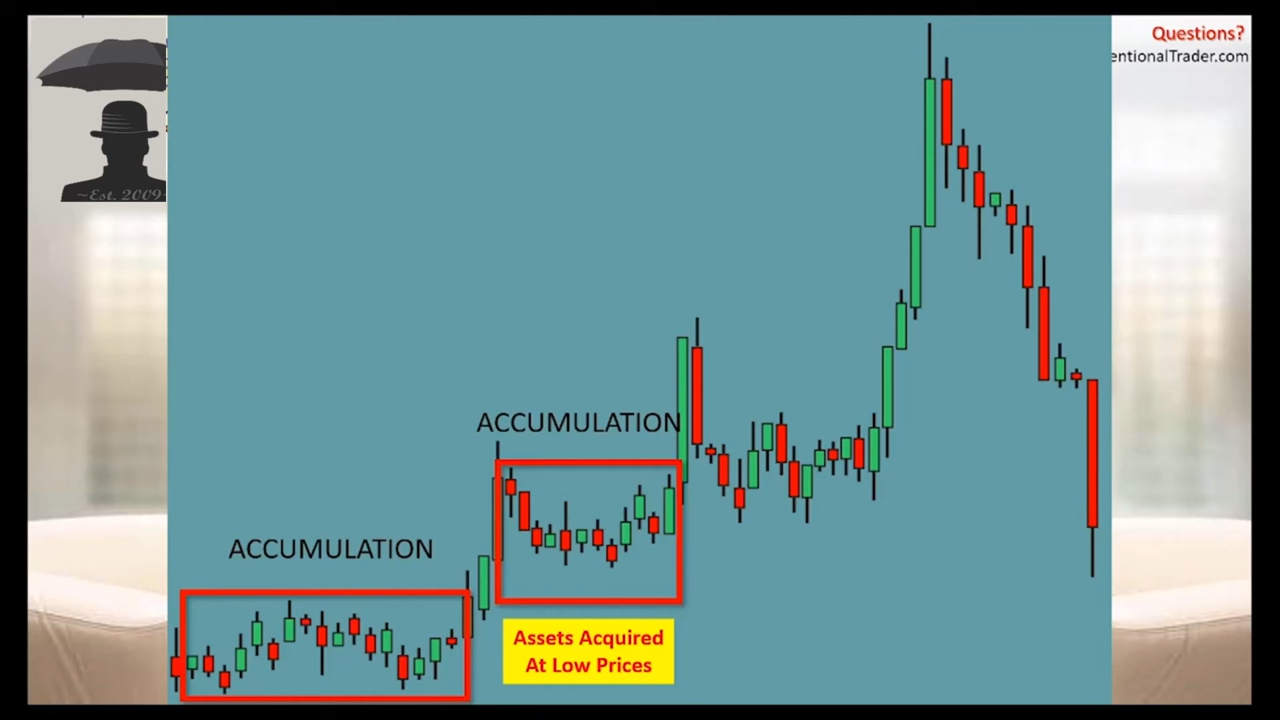 Questions?
entionalTrader.com
~Est. 2009~
ACCUMULATION
ACCUMULATION
Assets Acquired
At Low Prices